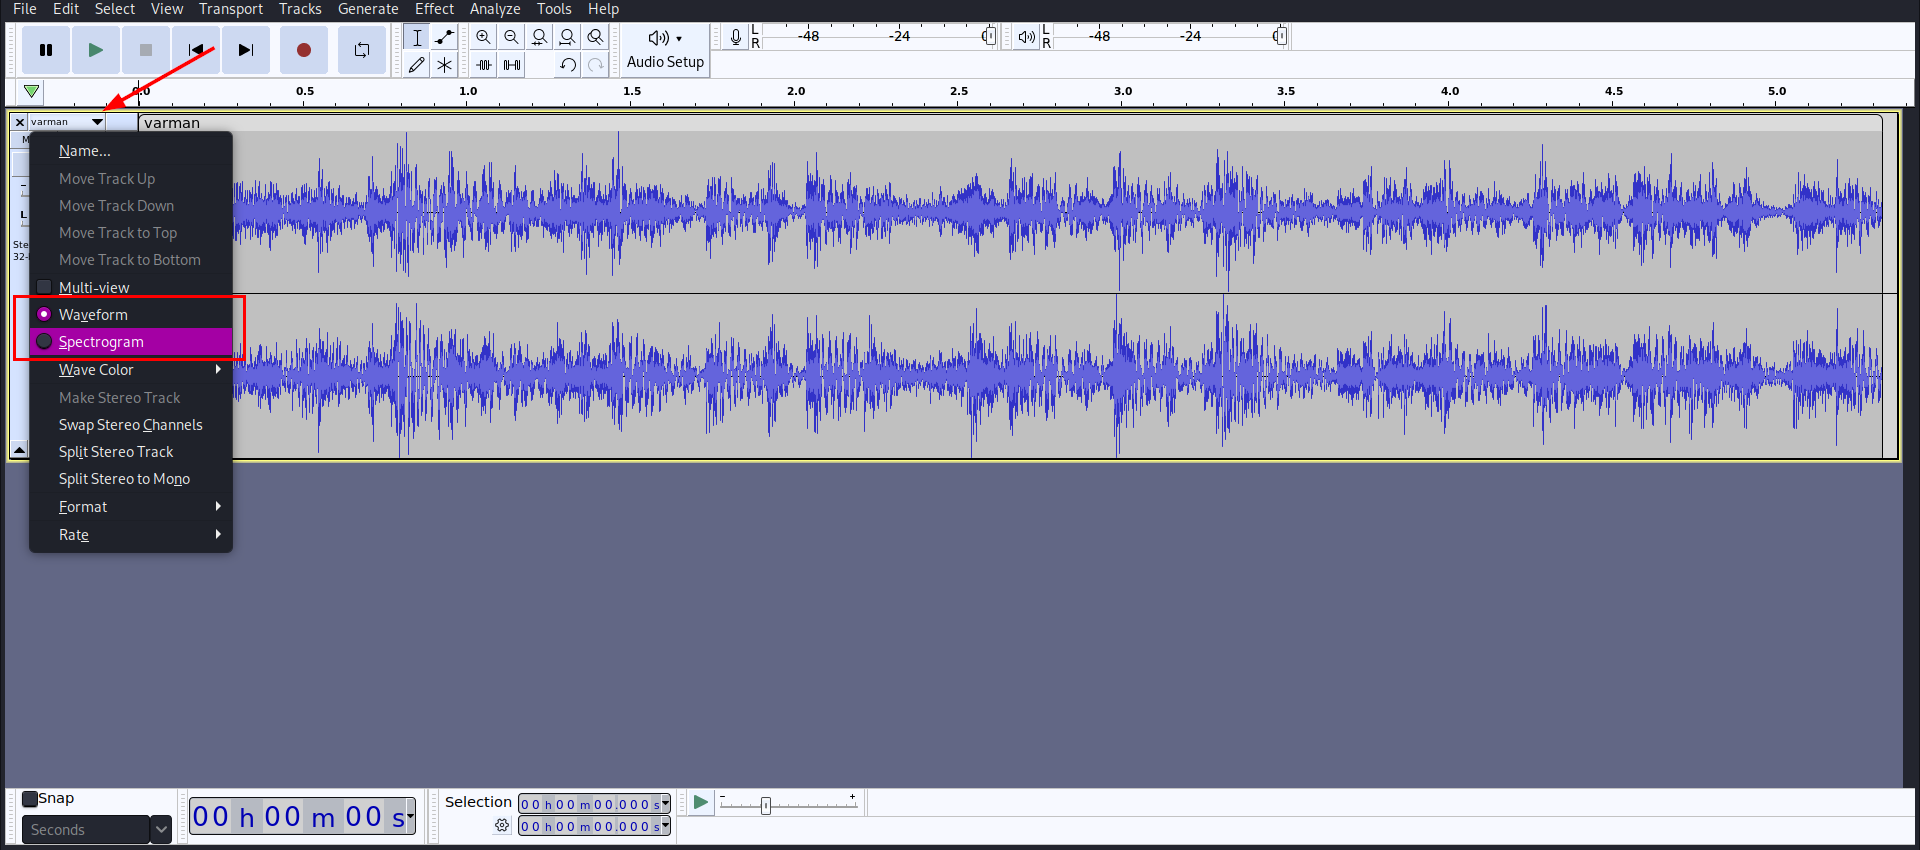 File Edit Select View Transport Tracks Generate Effect Analyze Tools Help
L R -48 -24
L R -48 -24
Audio Setup
0.5 1.0 1.5 2.0 2.5 3.0 3.5 4.0 4.5 5.0
varman
varman
Name...
Move Track Up
Move Track Down
Move Track to Top
Move Track to Bottom
Multi-view
Waveform
Spectrogram
Wave Color
Make Stereo Track
Swap Stereo Channels
Split Stereo Track
Split Stereo to Mono
Format
Rate
L
Ste
32-
Snap
Seconds
00 h 00 m 00 s
Selection
00 h 00 m 00.000 s
00 h 00 m 00.000 s
- +